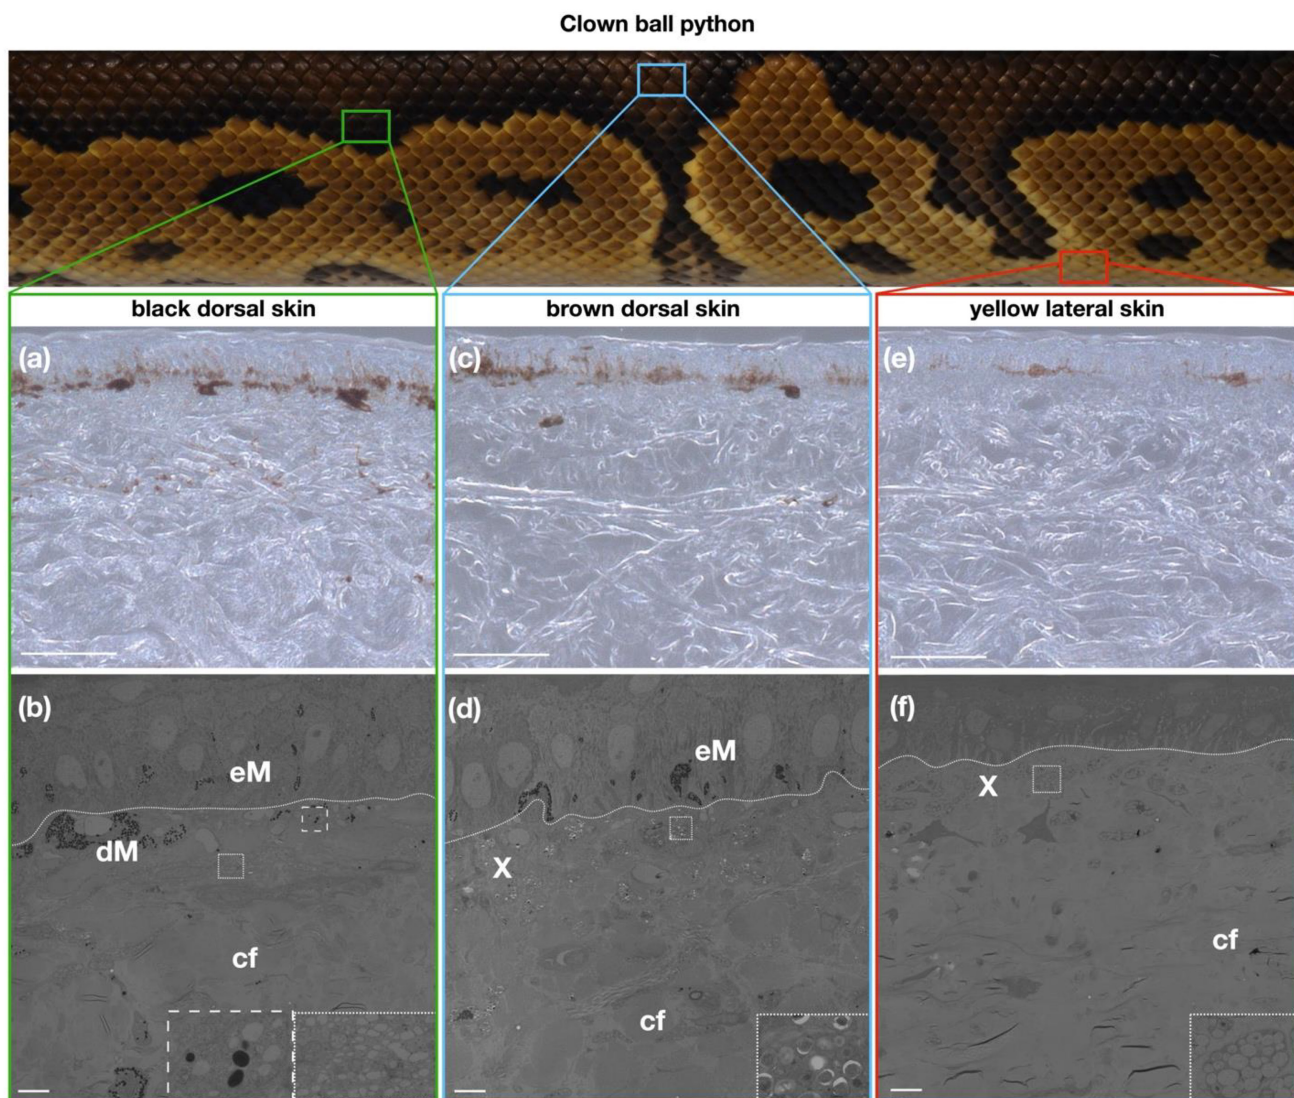 Clown ball python
black dorsal skin
brown dorsal skin
yellow lateral skin
(a)
(c)
(e)
(b)
eM
dM
cf
(d)
eM
X
cf
(f)
X
cf